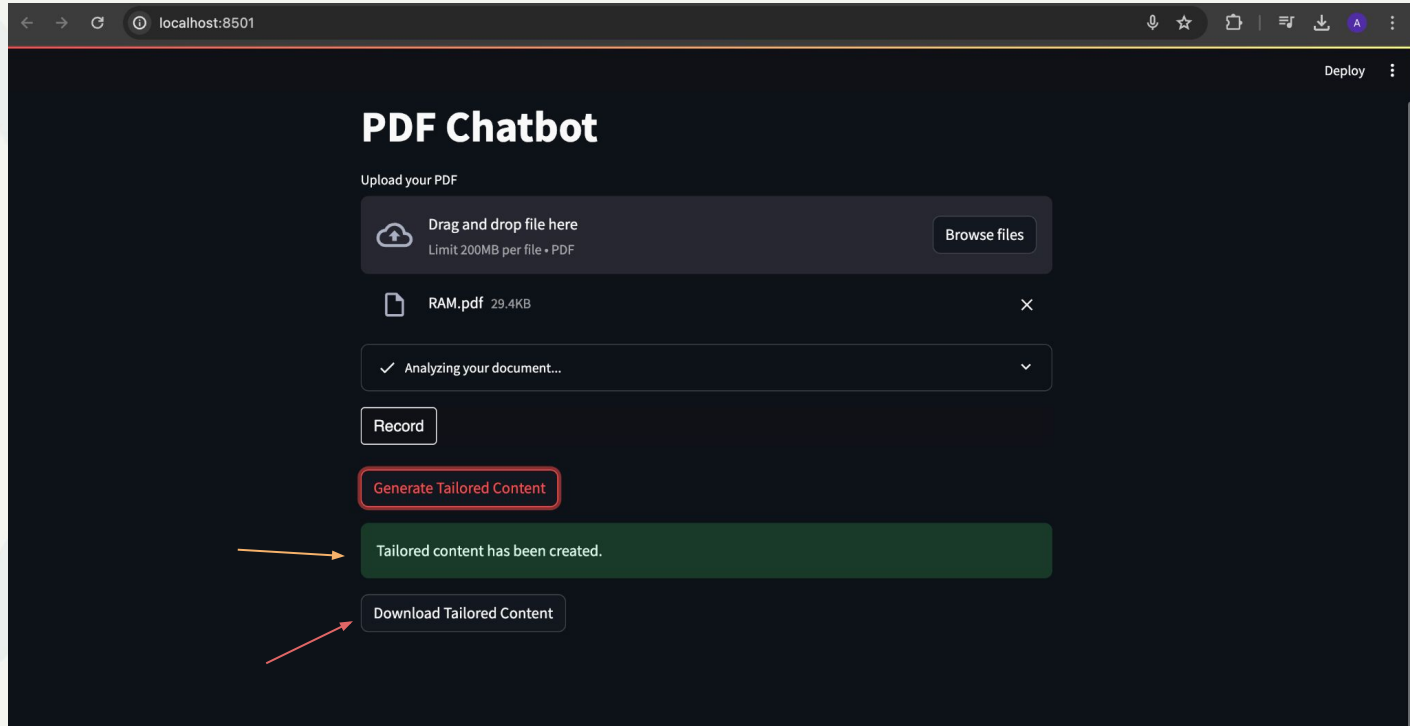 localhost:8501
A
Deploy
PDF Chatbot
Upload your PDF
Drag and drop file here
Limit 200MB per file • PDF
Browse files
RAM.pdf 29.4KB
Analyzing your document...
Record
Generate Tailored Content
Tailored content has been created.
Download Tailored Content